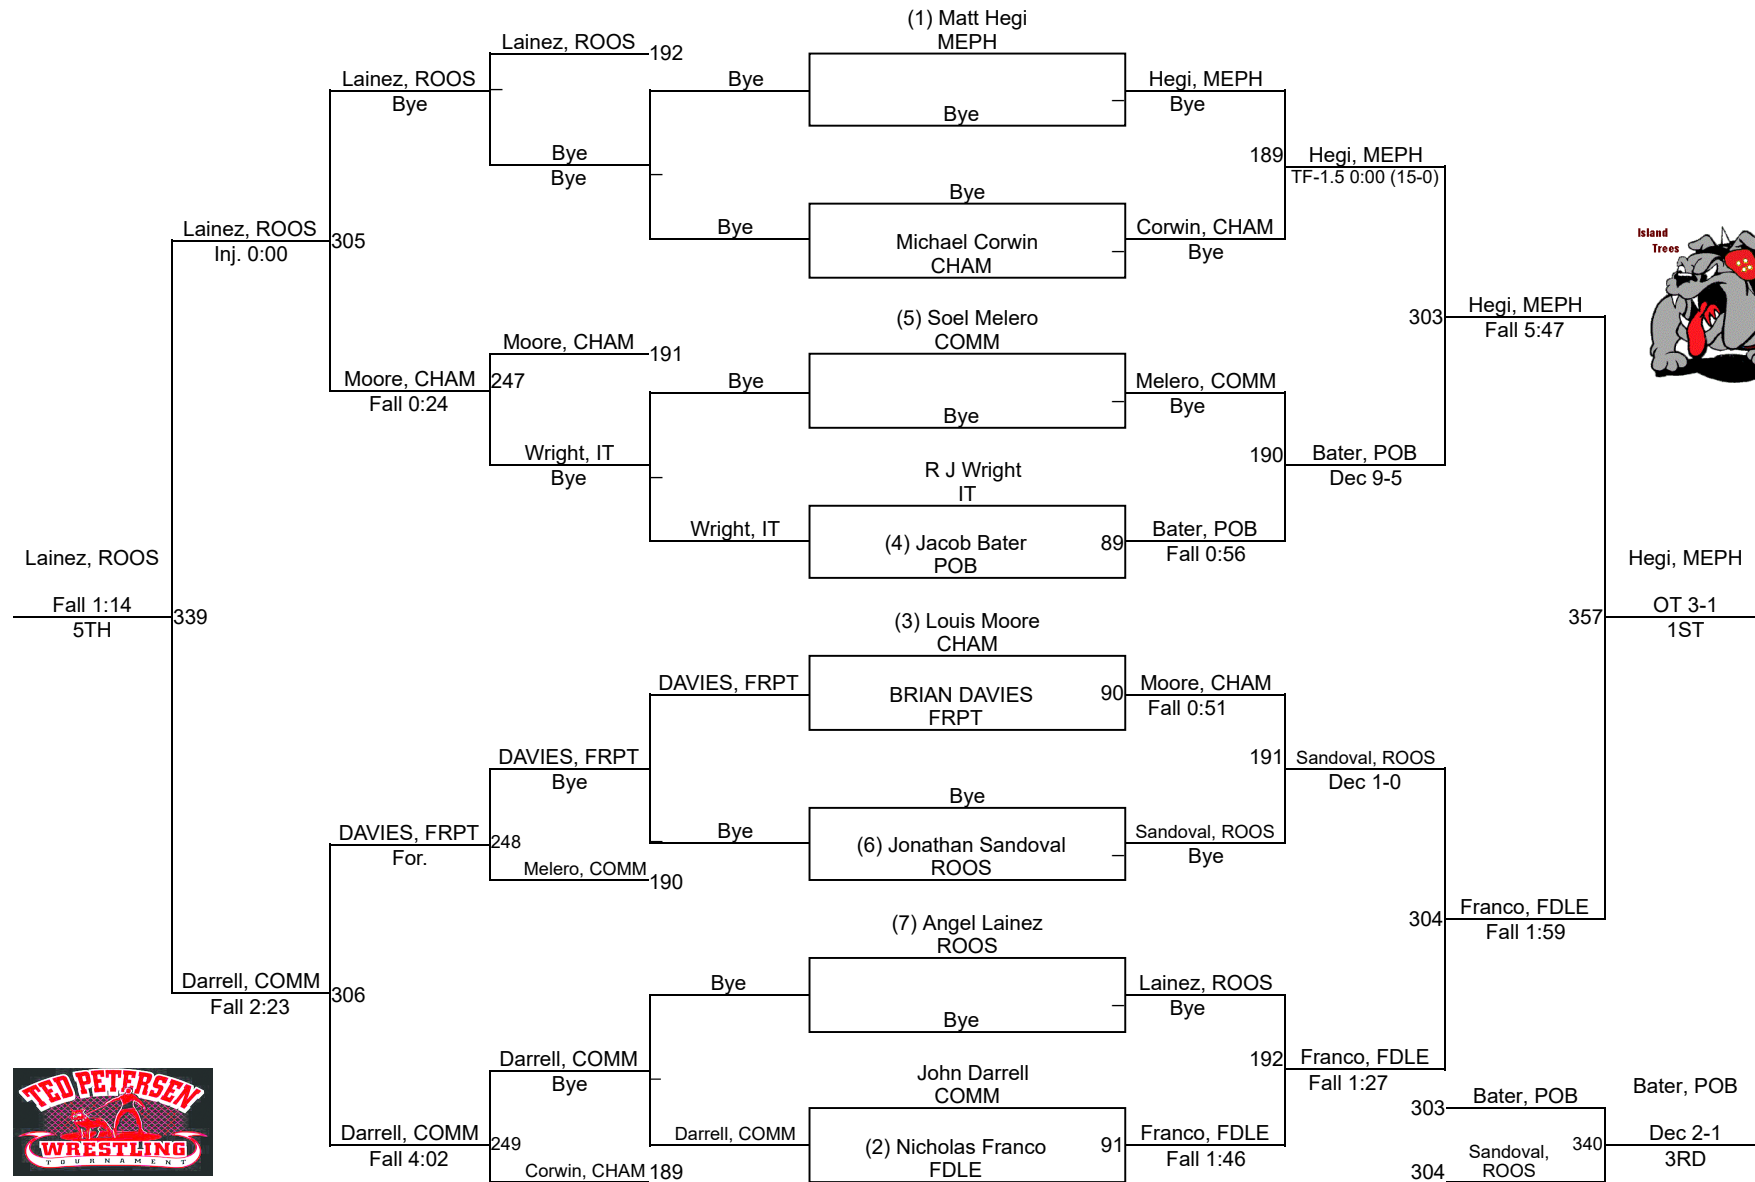 (1) Matt Hegi
MEPH
Lainez, ROOS
192
Lainez, ROOS
Bye
Bye
Hegi, MEPH
Bye
Bye
Bye
Bye
189
Hegi, MEPH
TF-1.5 0:00 (15-0)
Bye
Bye
Michael Corwin
CHAM
Corwin, CHAM
Bye
Lainez, ROOS
Inj. 0:00
305
Island
Trees
(5) Soel Melero
COMM
303
Hegi, MEPH
Fall 5:47
Moore, CHAM
191
Moore, CHAM
Fall 0:24
247
Bye
Melero, COMM
Bye
Bye
Wright, IT
Bye
R J Wright
IT
190
Bater, POB
Dec 9-5
Wright, IT
(4) Jacob Bater
POB
89
Bater, POB
Fall 0:56
Lainez, ROOS
Fall 1:14
5TH
339
Hegi, MEPH
357
OT 3-1
1ST
(3) Louis Moore
CHAM
DAVIES, FRPT
BRIAN DAVIES
FRPT
90
Moore, CHAM
Fall 0:51
DAVIES, FRPT
Bye
191
Sandoval, ROOS
Dec 1-0
Bye
DAVIES, FRPT
For.
248
Bye
(6) Jonathan Sandoval
ROOS
Sandoval, ROOS
Bye
Melero, COMM
190
(7) Angel Lainez
ROOS
304
Franco, FDLE
Fall 1:59
Darrell, COMM
Fall 2:23
306
Bye
Bye
Lainez, ROOS
Bye
Darrell, COMM
Bye
John Darrell
COMM
192
Franco, FDLE
Fall 1:27
Darrell, COMM
Fall 4:02
249
Darrell, COMM
(2) Nicholas Franco
FDLE
91
Franco, FDLE
Fall 1:46
Corwin, CHAM
189
303
Bater, POB
Bater, POB
304
Sandoval,
ROOS
340
Dec 2-1
3RD
TED PETERSEN
WRESTLING
TOURNAMENT